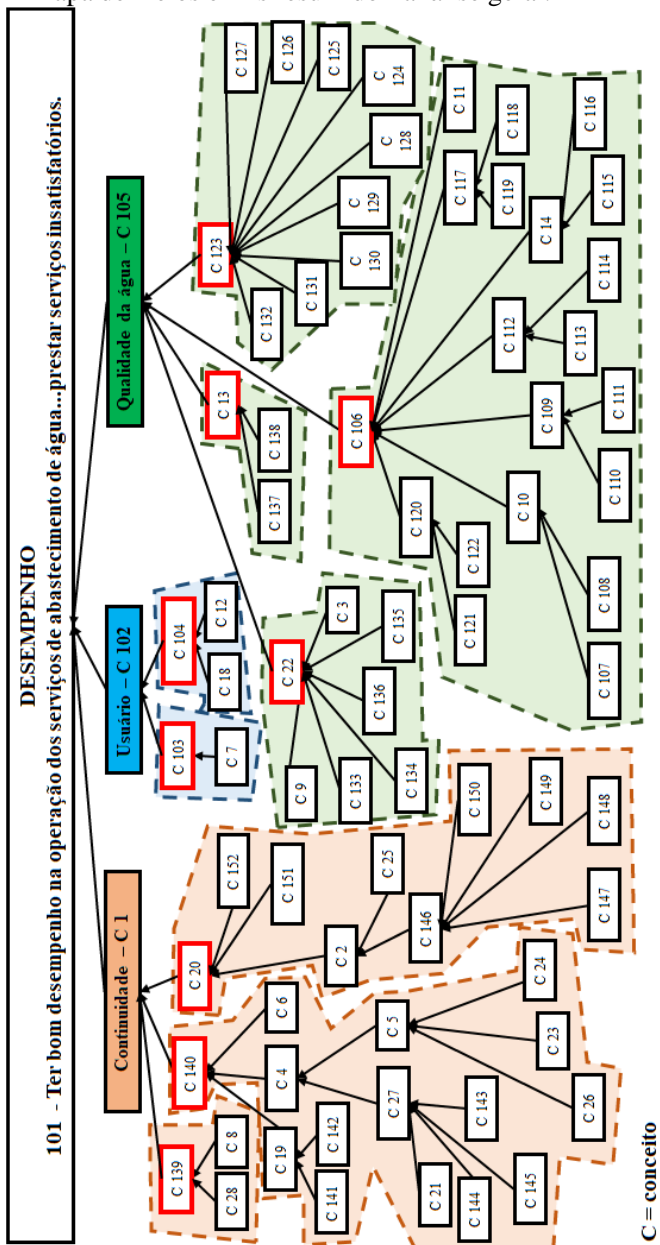 DESEMPENHO
101 - Ter bom desempenho na operação dos serviços de abastecimento de água...prestar serviços insatisfatórios.
Continuidade – C 1
Usuário – C 102
Qualidade da água – C 105
C 139
C 28
C 8
C 140
C 19
C 141
C 142
C 4
C 6
C 27
C 5
C 21
C 144
C 145
C 143
C 26
C 23
C 24
C 20
C 152
C 151
C 2
C 25
C 146
C 147
C 148
C 149
C 150
C 103
C 7
C 104
C 18
C 12
C 22
C 9
C 133
C 134
C 136
C 135
C 3
C 13
C 137
C 138
C 106
C 120
C 121
C 122
C 10
C 107
C 108
C 109
C 110
C 111
C 112
C 113
C 114
C 14
C 115
C 116
C 117
C 119
C 118
C 11
C 123
C 132
C 131
C
130
C
129
C
128
C
124
C 125
C 126
C 127
C = conceito